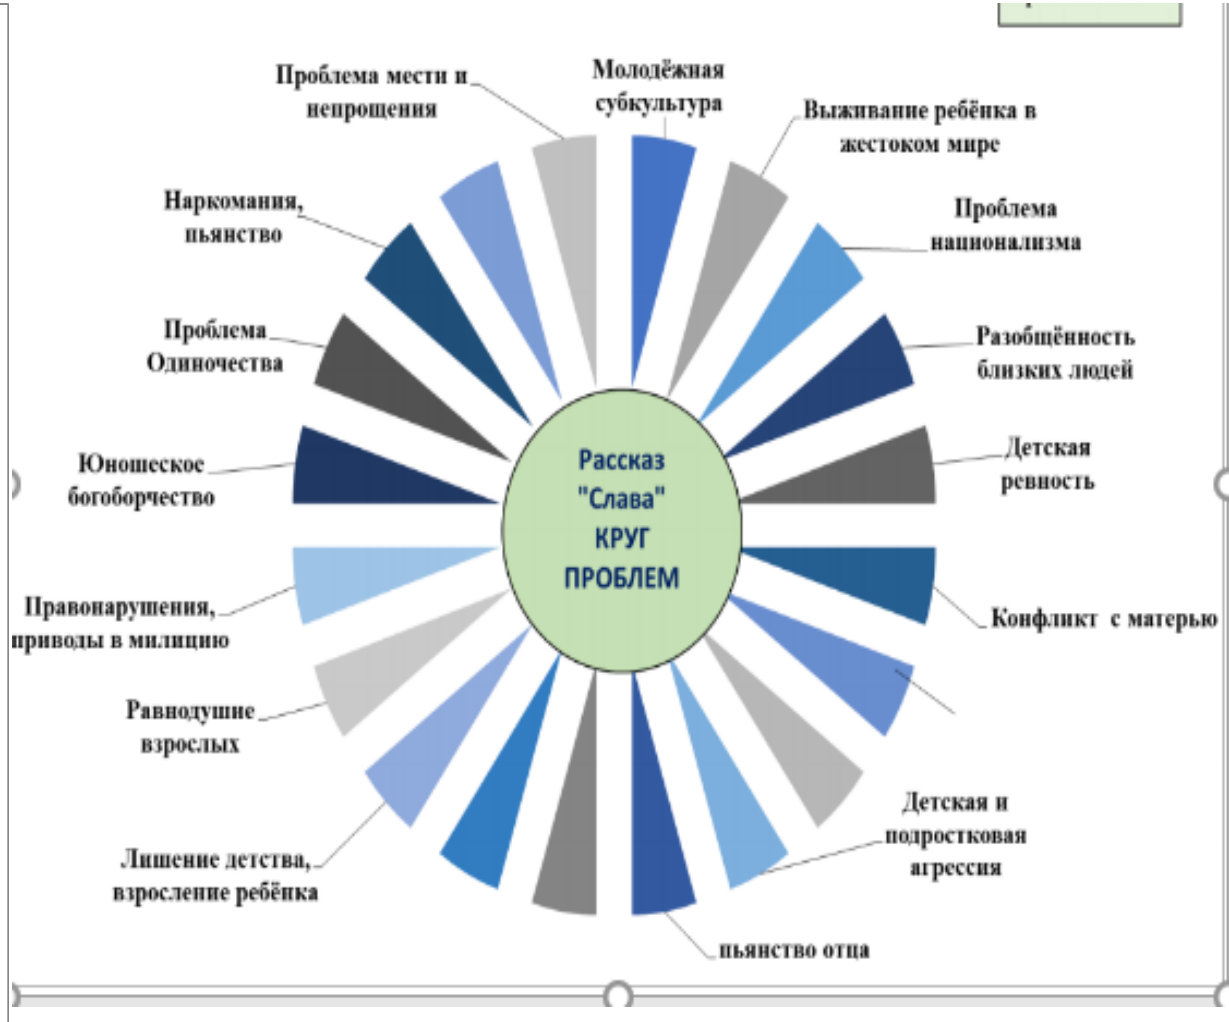 Молодёжная
субкультура
Выживание ребёнка в
жестоком мире
Проблема
национализма
Разобщённость
близких людей
Детская
ревность
Конфликт с матерью
Детская и
подростковая
агрессия
пьянство отца
Лишение детства,
взросление ребёнка
Равнодушие
взрослых
Правонарушения,
приводы в милицию
Юношеское
богоборчество
Проблема
Одиночества
Наркомания,
пьянство
Проблема мести и
непрощения
Рассказ
"Слава"
КРУГ
ПРОБЛЕМ